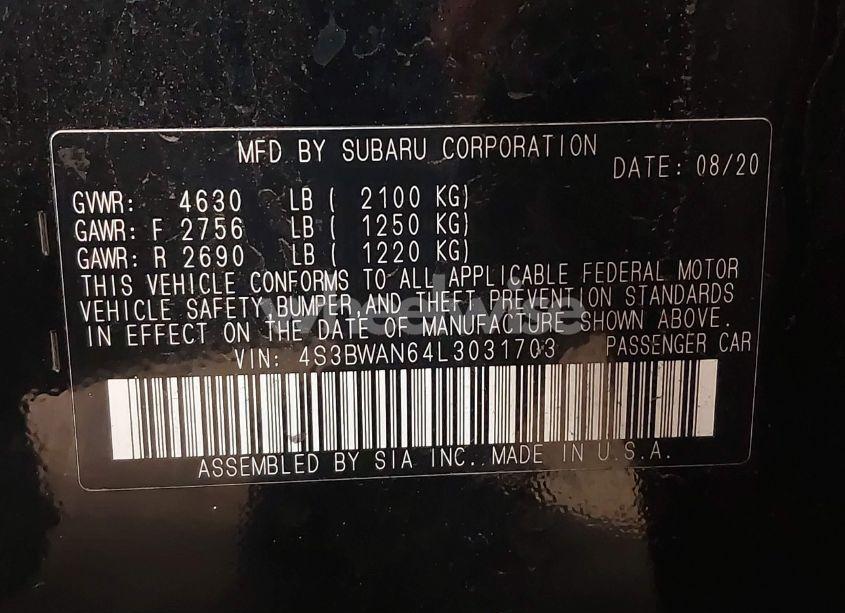 MFD BY SUBARU CORPORATION
DATE: 08/20
GVWR: 4630 LB ( 2100 KG)
GAWR: F 2756 LB ( 1250 KG)
GAWR: R 2690 LB ( 1220 KG)
THIS VEHICLE CONFORMS TO ALL APPLICABLE FEDERAL MOTOR
VEHICLE SAFETY,BUMPER,AND THEFT PREVENTION STANDARDS
IN EFFECT ON THE DATE OF MANUFACTURE SHOWN ABOVE.
VIN: 4S3BWAN64L3031703 PASSENGER CAR
ASSEMBLED BY SIA INC. MADE IN U.S.A.
wheelwise